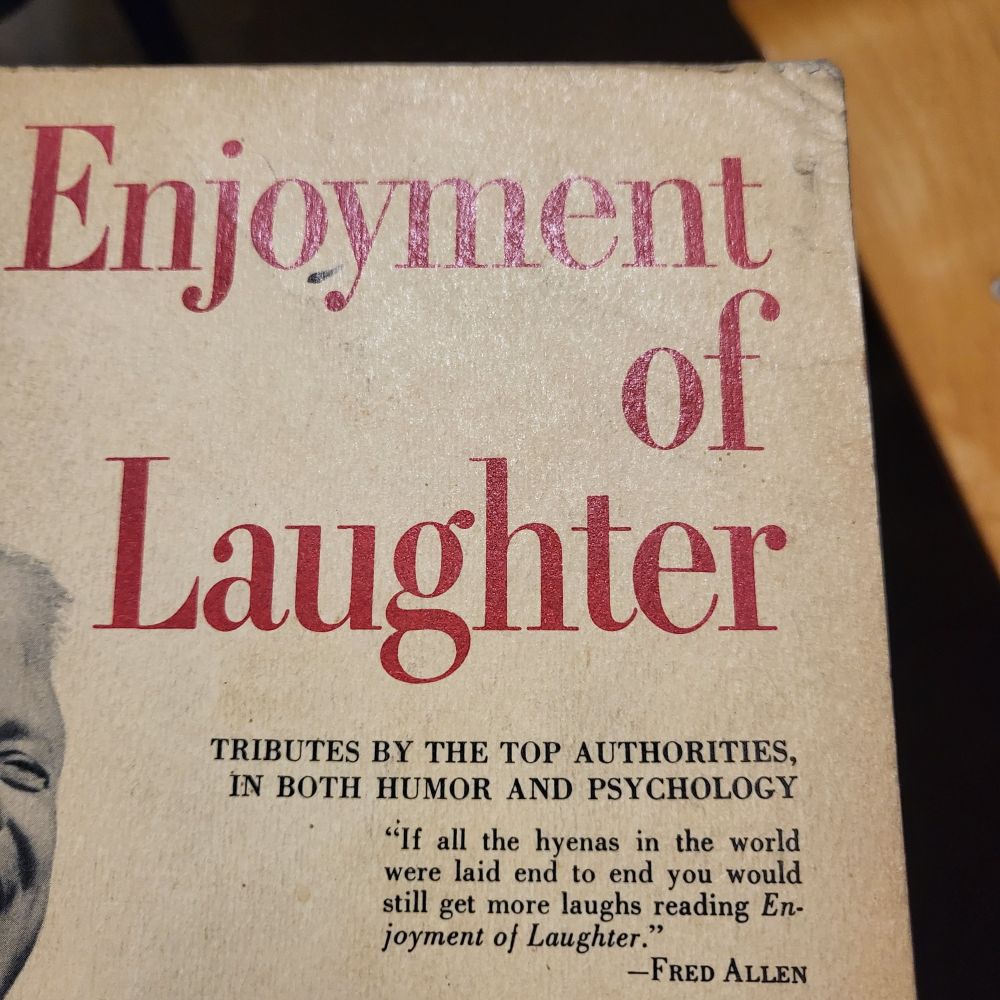 Enjoyment
of
Laughter
TRIBUTES BY THE TOP AUTHORITIES,
IN BOTH HUMOR AND PSYCHOLOGY
“If all the hyenas in the world
were laid end to end you would
still get more laughs reading En-
joyment of Laughter.”
—FRED ALLEN